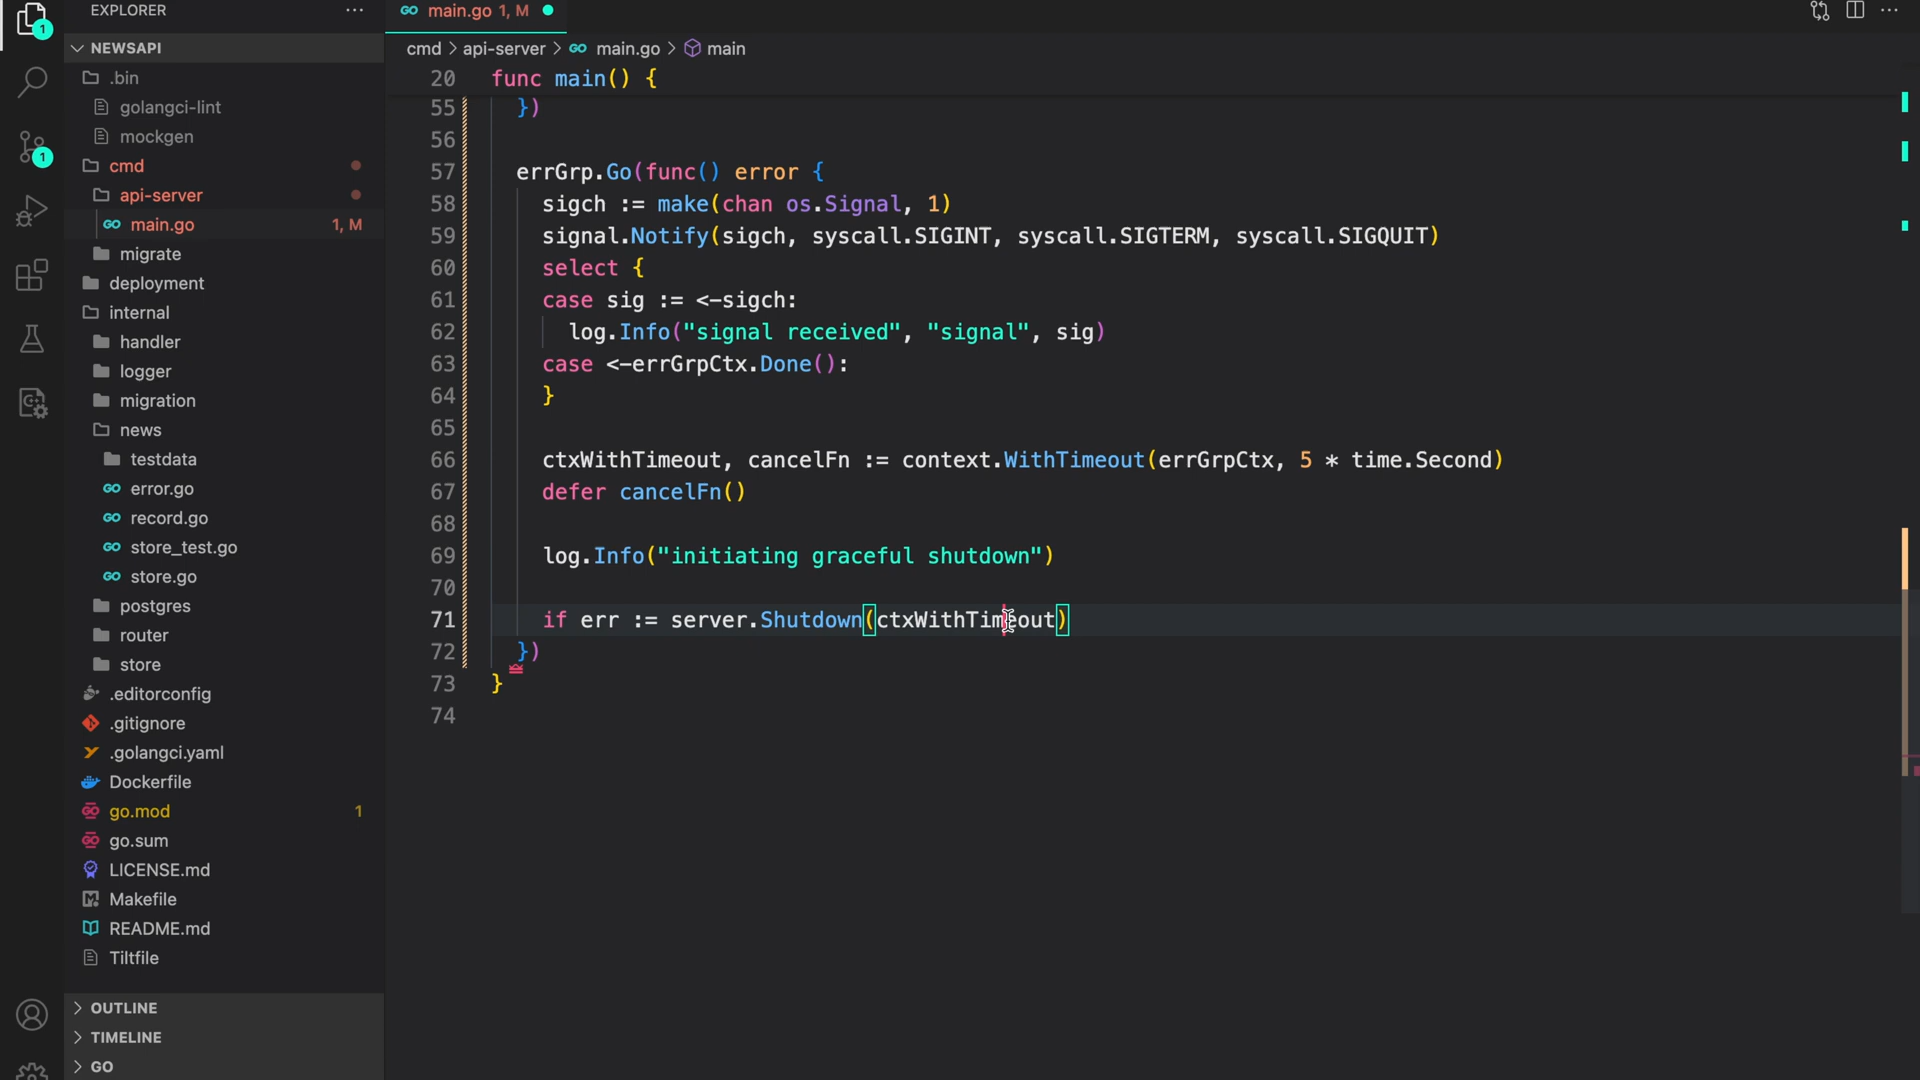 EXPLORER
NEWSAPI
.bin
golangci-lint
mockgen
cmd
api-server
main.go 1, M
migrate
deployment
internal
handler
logger
migration
news
testdata
error.go
record.go
store_test.go
store.go
postgres
router
store
.editorconfig
.gitignore
.golangci.yaml
Dockerfile
go.mod 1
go.sum
LICENSE.md
Makefile
README.md
Tiltfile
OUTLINE
TIMELINE
GO
1
1
main.go 1, M
cmd > api-server > main.go > main
20 func main() {
55 })
56
57 errGrp.Go(func() error {
58 sigch := make(chan os.Signal, 1)
59 signal.Notify(sigch, syscall.SIGINT, syscall.SIGTERM, syscall.SIGQUIT)
60 select {
61 case sig := <-sigch:
62 log.Info("signal received", "signal", sig)
63 case <-errGrpCtx.Done():
64 }
65
66 ctxWithTimeout, cancelFn := context.WithTimeout(errGrpCtx, 5 * time.Second)
67 defer cancelFn()
68
69 log.Info("initiating graceful shutdown")
70
71 if err := server.Shutdown(ctxWithTimeout)
72 })
73 }
74